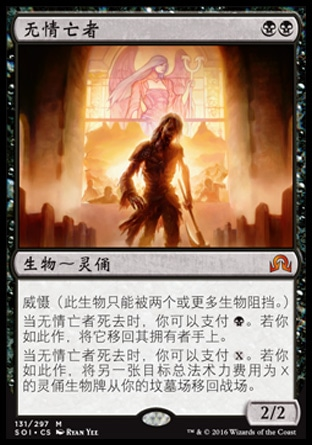 无情亡者
生物～灵俑
威慑（此生物只能被两个或更多生物阻挡。）
当无情亡者死去时，你可以支付。若你
如此作，将它移回其拥有者手上。
当无情亡者死去时，你可以支付X。若你
如此作，将另一张目标总法术力费用为X
的灵俑生物牌从你的坟墓场移回战场。
2/2
131/297 M
SOI • CS RYAN YEE
™ & © 2016 Wizards of the Coast